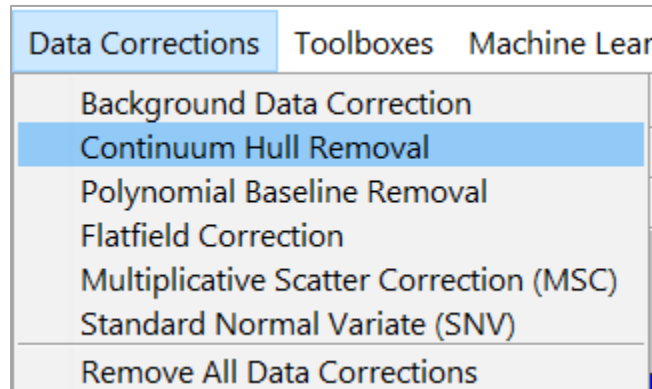 Data Corrections Toolboxes Machine Lear
Background Data Correction
Continuum Hull Removal
Polynomial Baseline Removal
Flatfield Correction
Multiplicative Scatter Correction (MSC)
Standard Normal Variate (SNV)
Remove All Data Corrections